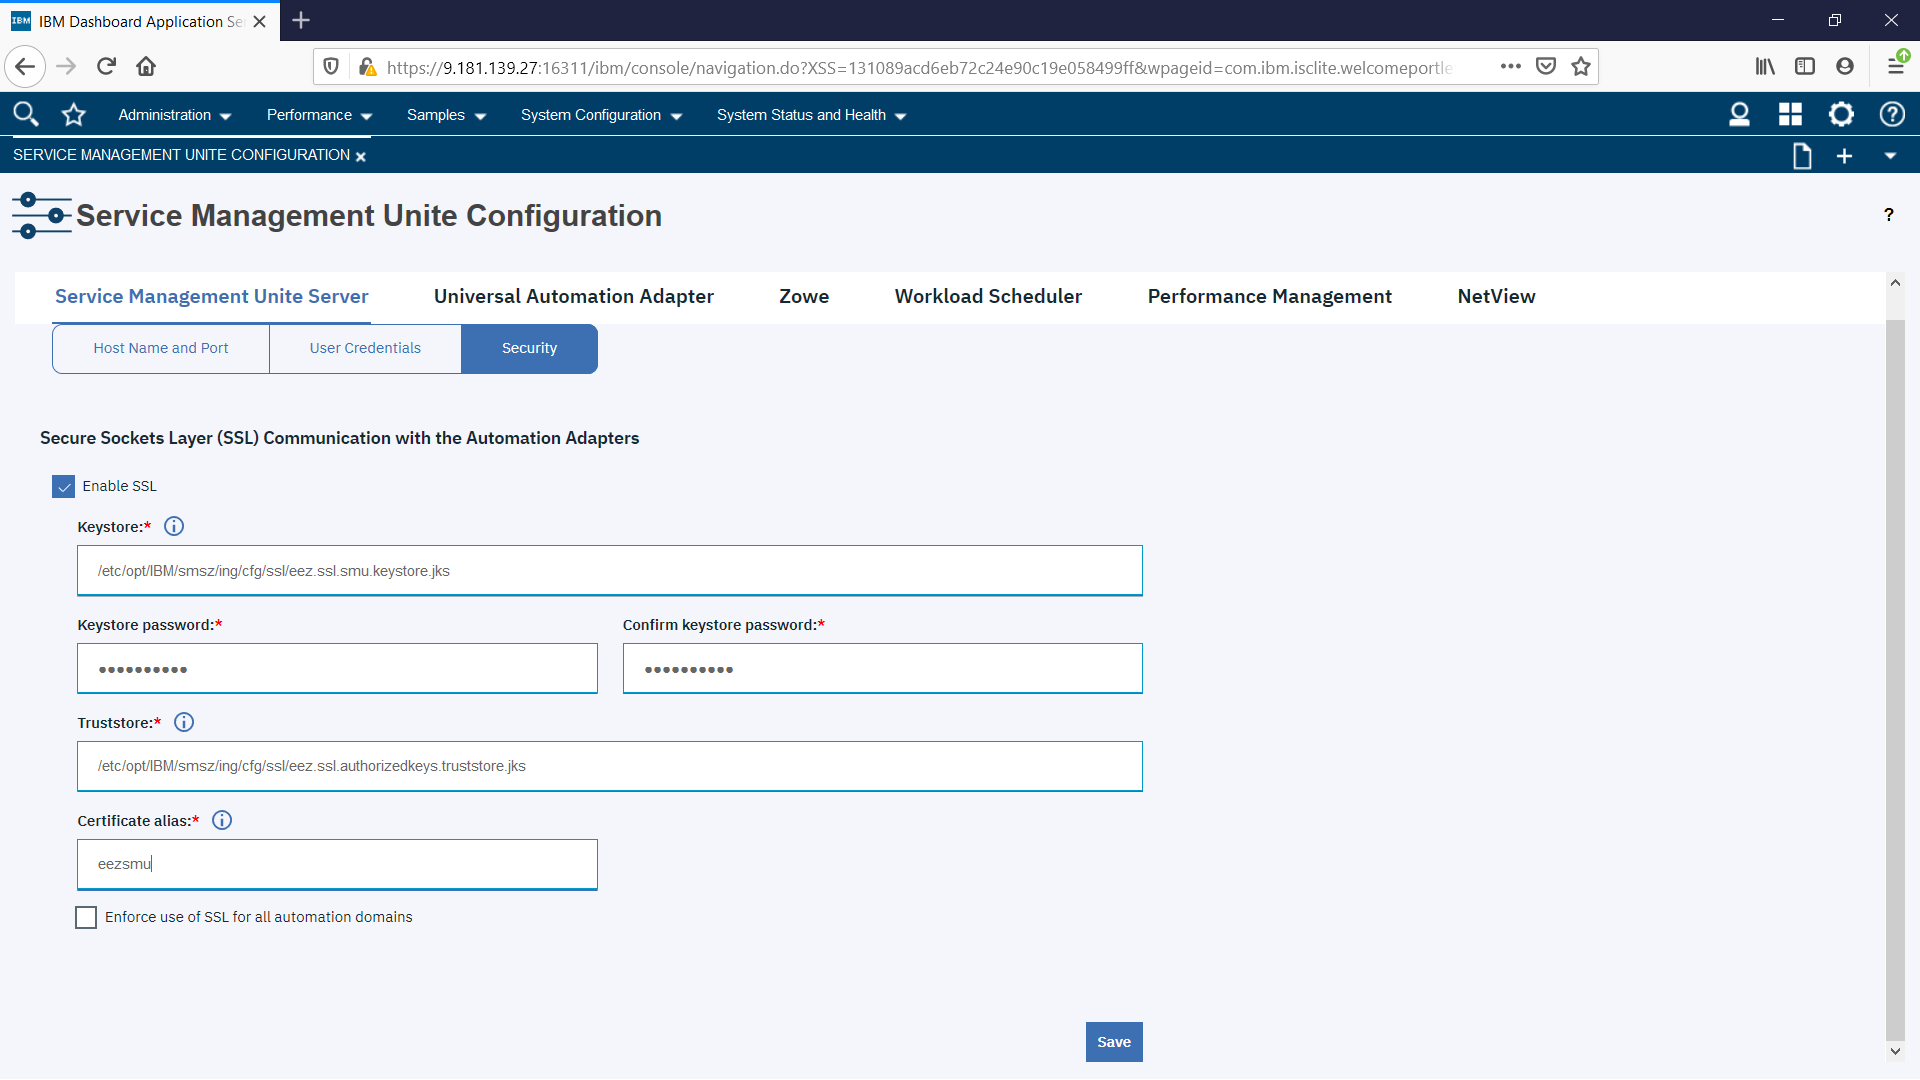 IBM Dashboard Application Se
https://9.181.139.27:16311/ibm/console/navigation.do?XSS=131089acd6eb72c24e90c19e058499ff&wpageid=com.ibm.isclite.welcomeportle
Administration Performance Samples System Configuration System Status and Health
SERVICE MANAGEMENT UNITE CONFIGURATION
Service Management Unite Configuration
?
Service Management Unite Server Universal Automation Adapter Zowe Workload Scheduler Performance Management NetView
Host Name and Port User Credentials Security
Secure Sockets Layer (SSL) Communication with the Automation Adapters
Enable SSL
Keystore:*
/etc/opt/IBM/smsz/ing/cfg/ssl/eez.ssl.smu.keystore.jks
Keystore password:* Confirm keystore password:*
•••••••••• ••••••••••
Truststore:*
/etc/opt/IBM/smsz/ing/cfg/ssl/eez.ssl.authorizedkeys.truststore.jks
Certificate alias:*
eezsmu
Enforce use of SSL for all automation domains
Save